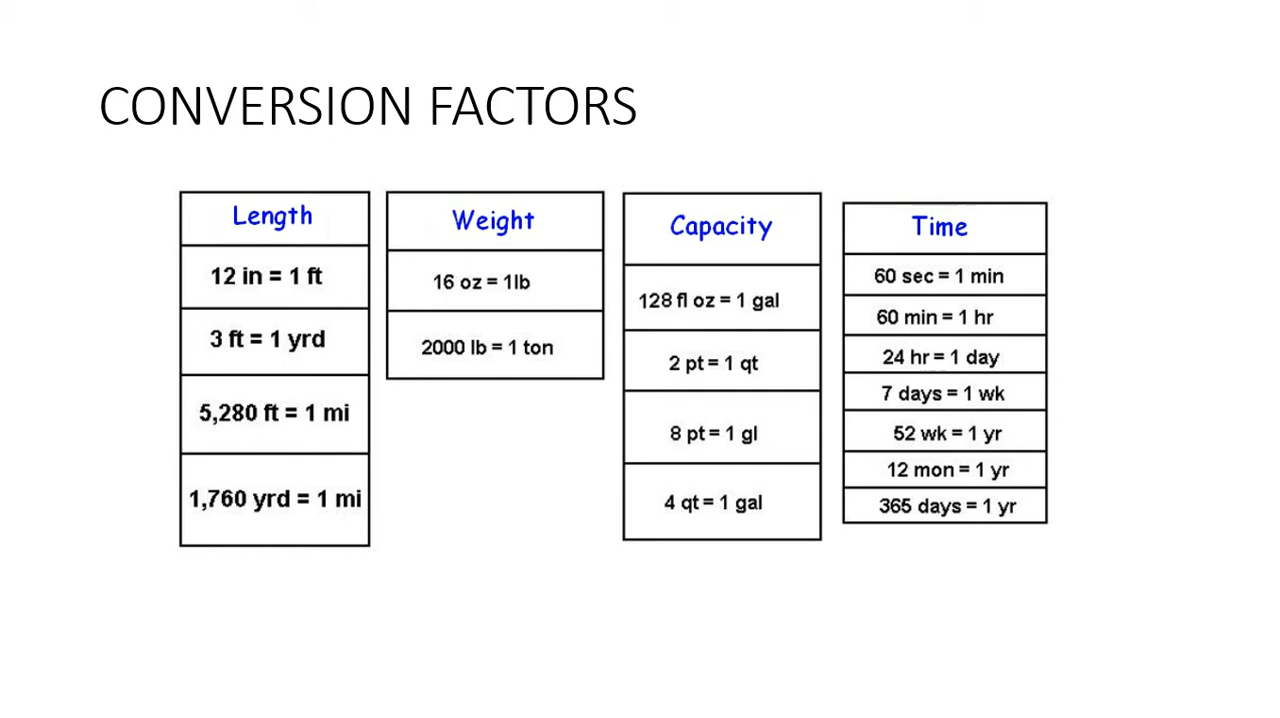 CONVERSION FACTORS
Length
12 in = 1 ft
3 ft = 1 yrd
5,280 ft = 1 mi
1,760 yrd = 1 mi
Weight
16 oz = 1lb
2000 lb = 1 ton
Capacity
128 fl oz = 1 gal
2 pt = 1 qt
8 pt = 1 gl
4 qt = 1 gal
Time
60 sec = 1 min
60 min = 1 hr
24 hr = 1 day
7 days = 1 wk
52 wk = 1 yr
12 mon = 1 yr
365 days = 1 yr